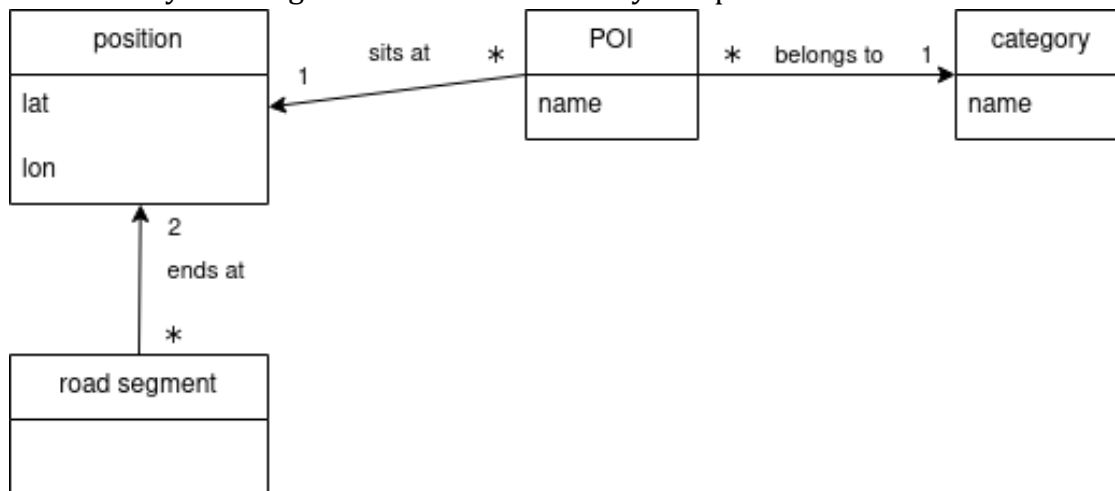 position
lat
lon
sits at
*
1
POI
name
*
belongs to
1
category
name
2
ends at
*
road segment